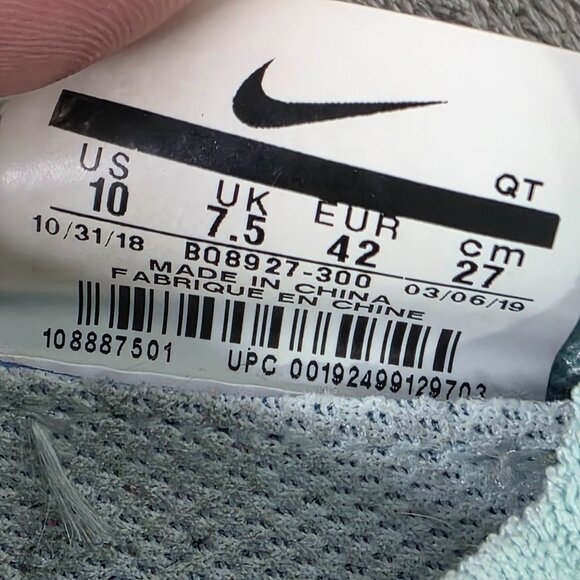 QT
US UK EUR cm
10 7.5 42 27
10/31/18 BQ8927-300 03/06/19
MADE IN CHINA
FABRIQUE EN CHINE
108887501 UPC 00192499129703